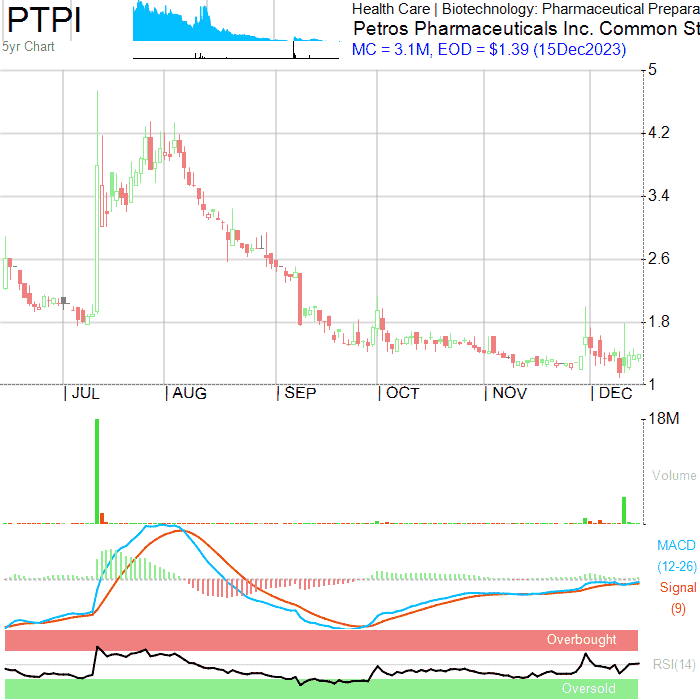 PTPI
5yr Chart
Health Care | Biotechnology: Pharmaceutical Prepara
Petros Pharmaceuticals Inc. Common St
MC = 3.1M, EOD = $1.39 (15Dec2023)
5
4.2
3.4
2.6
1.8
1
JUL AUG SEP OCT NOV DEC
18M
Volume
MACD
(12-26)
Signal
(9)
Overbought
RSI(14)
Oversold